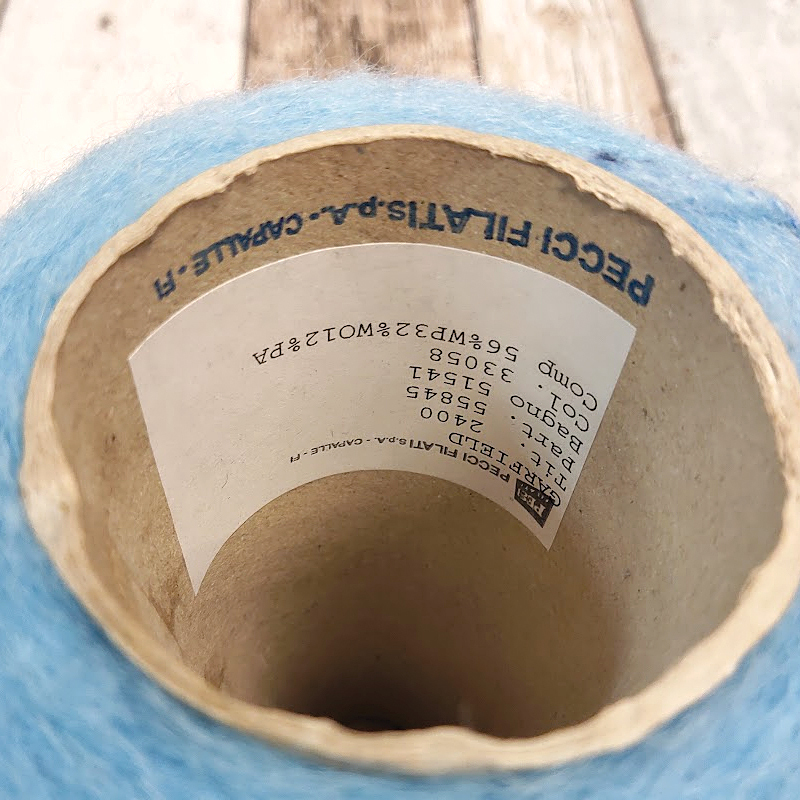 PECCI FILATI s.p.A. - CAPALLE - FI
PECCI FILATI s.p.A. - CAPALLE - FI
GARFIELD
Tit. 2400
Part. 55845
Bagno 51541
Col. 33058
Comp 56%WP32%WO12%PA